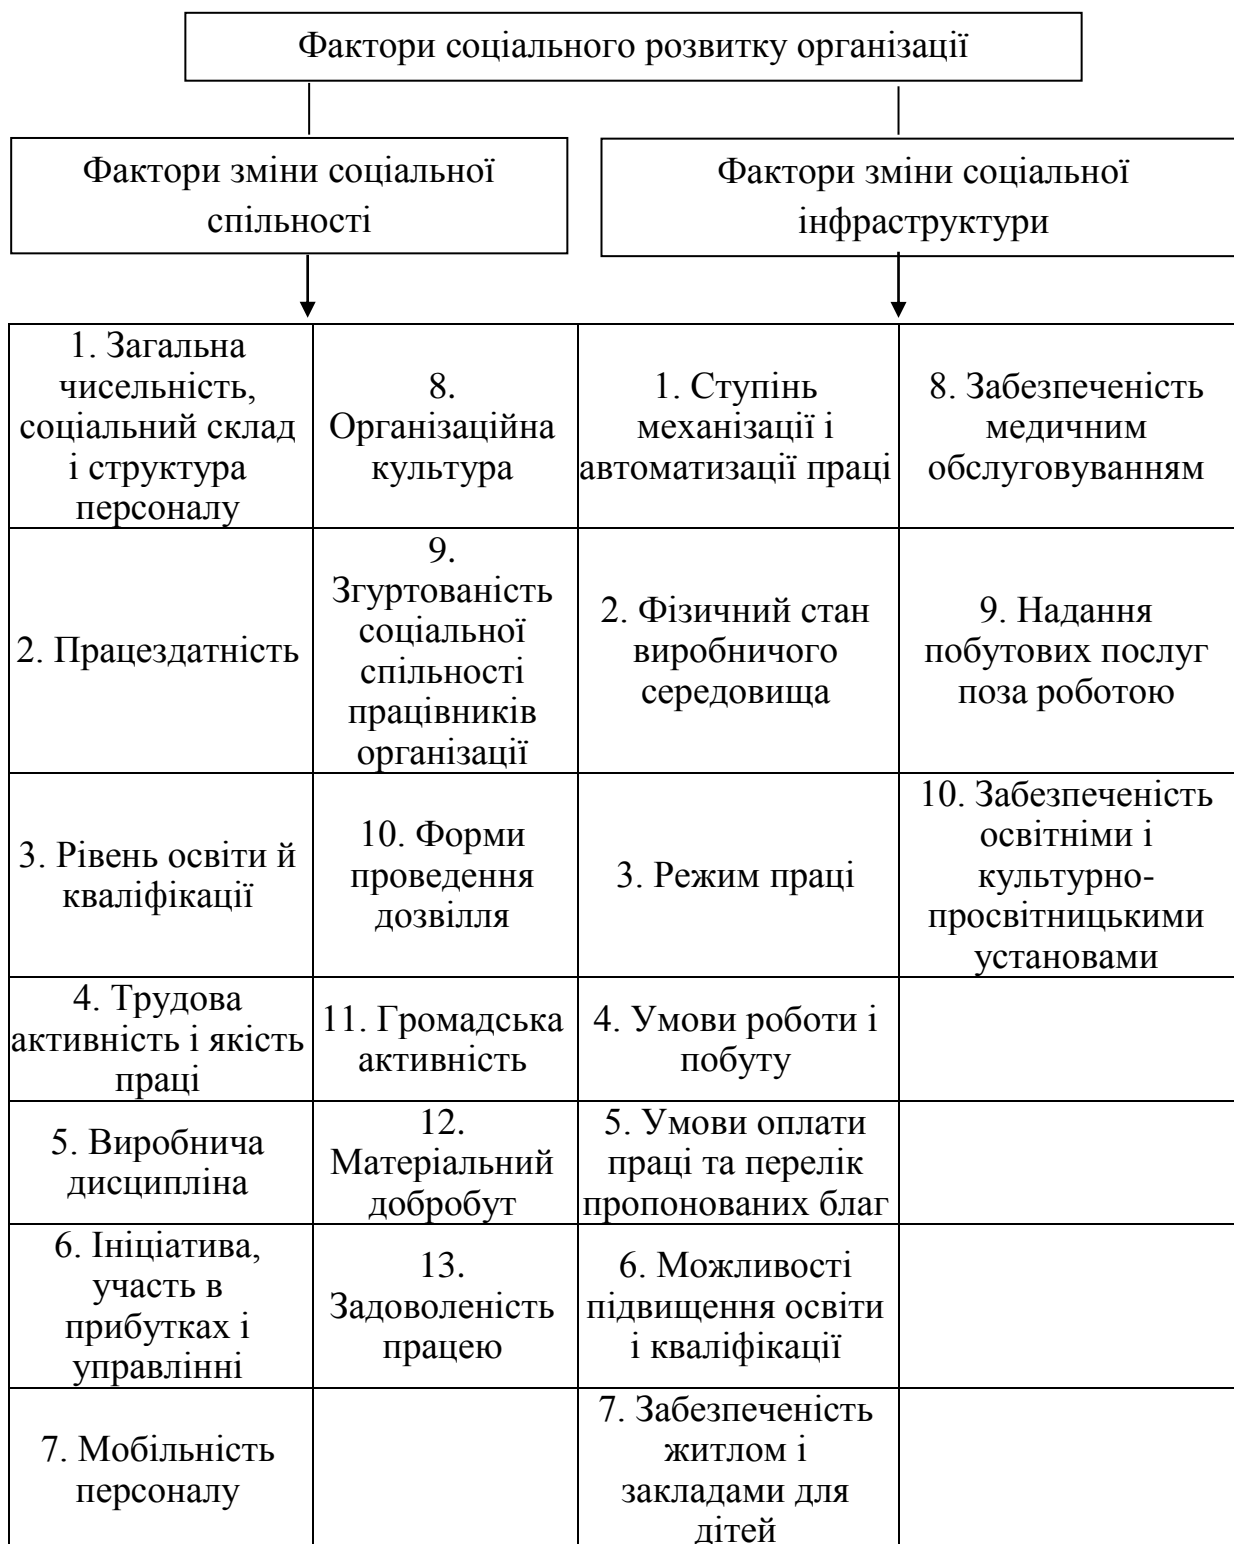 Фактори соціального розвитку організації
Фактори зміни соціальної
спільності
Фактори зміни соціальної
інфраструктури
1. Загальна
чисельність,
соціальний склад
і структура
персоналу
8.
Організаційна
культура
1. Ступінь
механізації і
автоматизації праці
8. Забезпеченість
медичним
обслуговуванням
2. Працездатність
9.
Згуртованість
соціальної
спільності
працівників
організації
2. Фізичний стан
виробничого
середовища
9. Надання
побутових послуг
поза роботою
3. Рівень освіти й
кваліфікації
10. Форми
проведення
дозвілля
3. Режим праці
10. Забезпеченість
освітніми і
культурно-
просвітницькими
установами
4. Трудова
активність і якість
праці
11. Громадська
активність
4. Умови роботи і
побуту
5. Виробнича
дисципліна
12.
Матеріальний
добробут
5. Умови оплати
праці та перелік
пропонованих благ
6. Ініціатива,
участь в
прибутках і
управлінні
13.
Задоволеність
працею
6. Можливості
підвищення освіти
і кваліфікації
7. Мобільність
персоналу
7. Забезпеченість
житлом і
закладами для
дітей